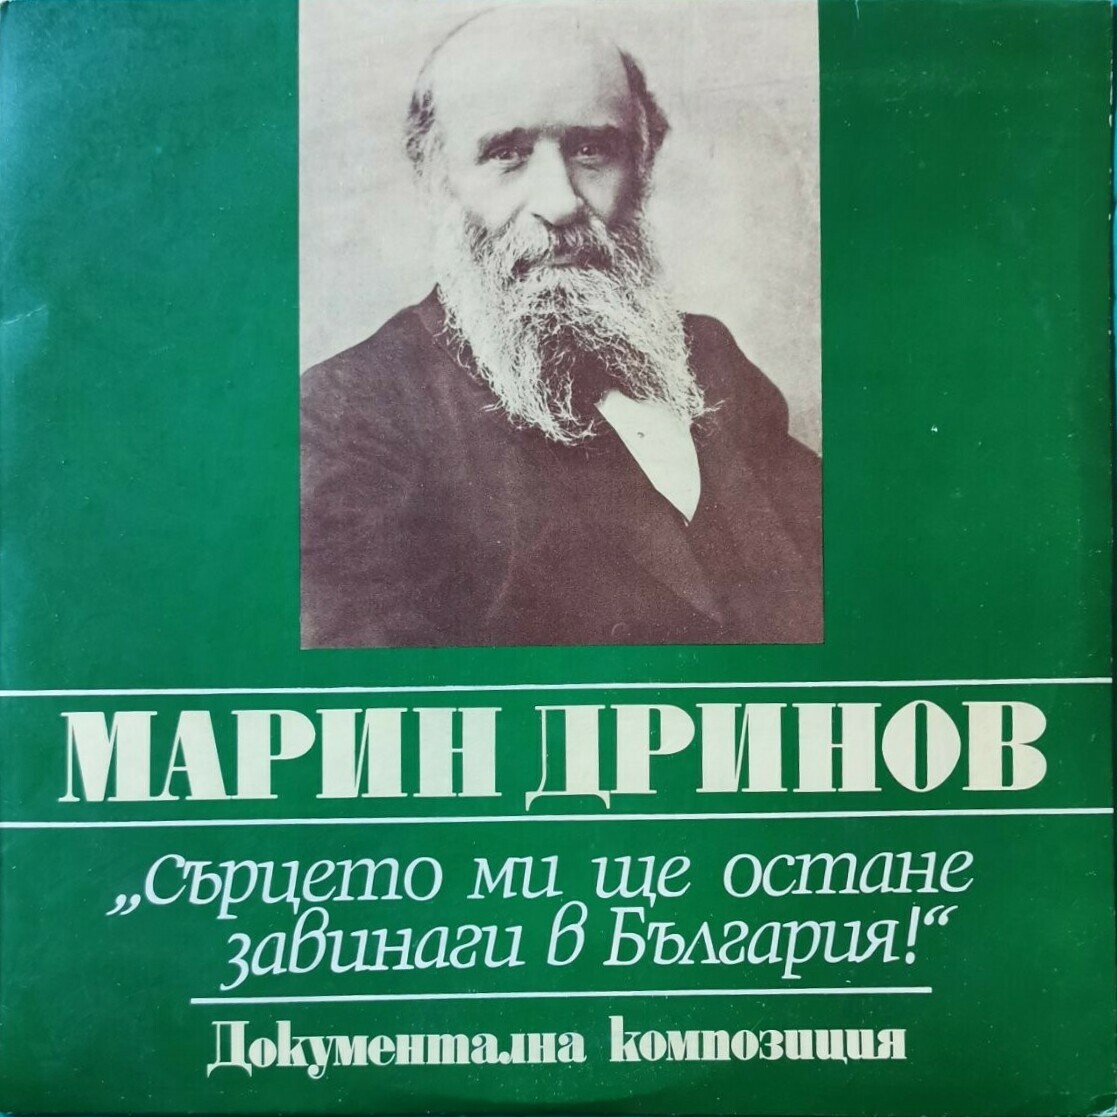 МАРИН ДРИНОВ
„Сърцето ми ще остане
завинаги в България!“
Документална композиция